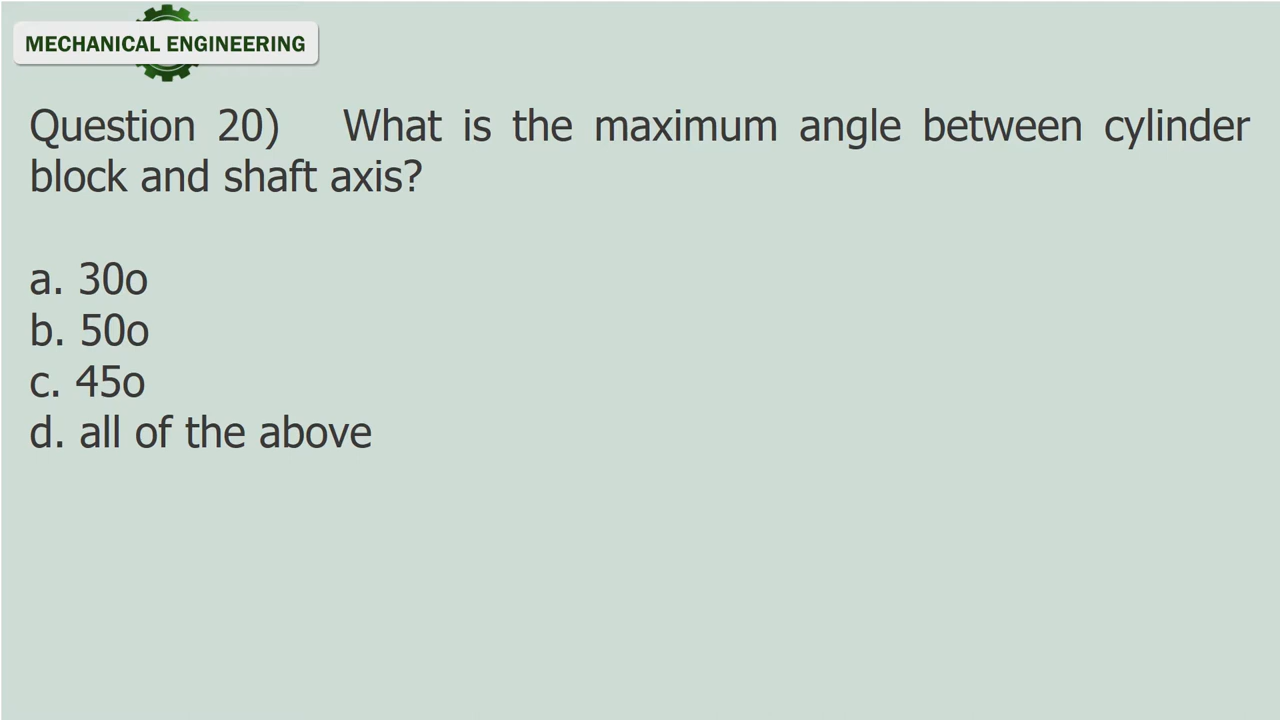 MECHANICAL ENGINEERING
Question 20) What is the maximum angle between cylinder
block and shaft axis?
a. 30o
b. 50o
c. 45o
d. all of the above